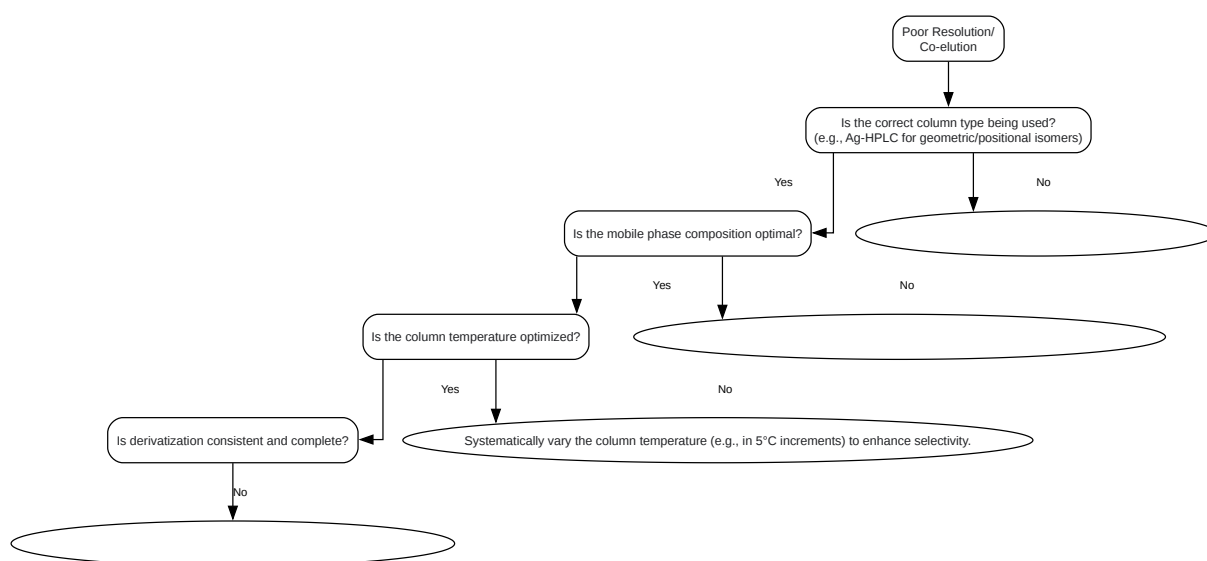 Poor Resolution/
Co-elution
Is the correct column type being used?
(e.g., Ag-HPLC for geometric/positional isomers)
Yes
No
Is the mobile phase composition optimal?
Yes
No
Is the column temperature optimized?
Yes
No
Is derivatization consistent and complete?
Systematically vary the column temperature (e.g., in 5°C increments) to enhance selectivity.
No